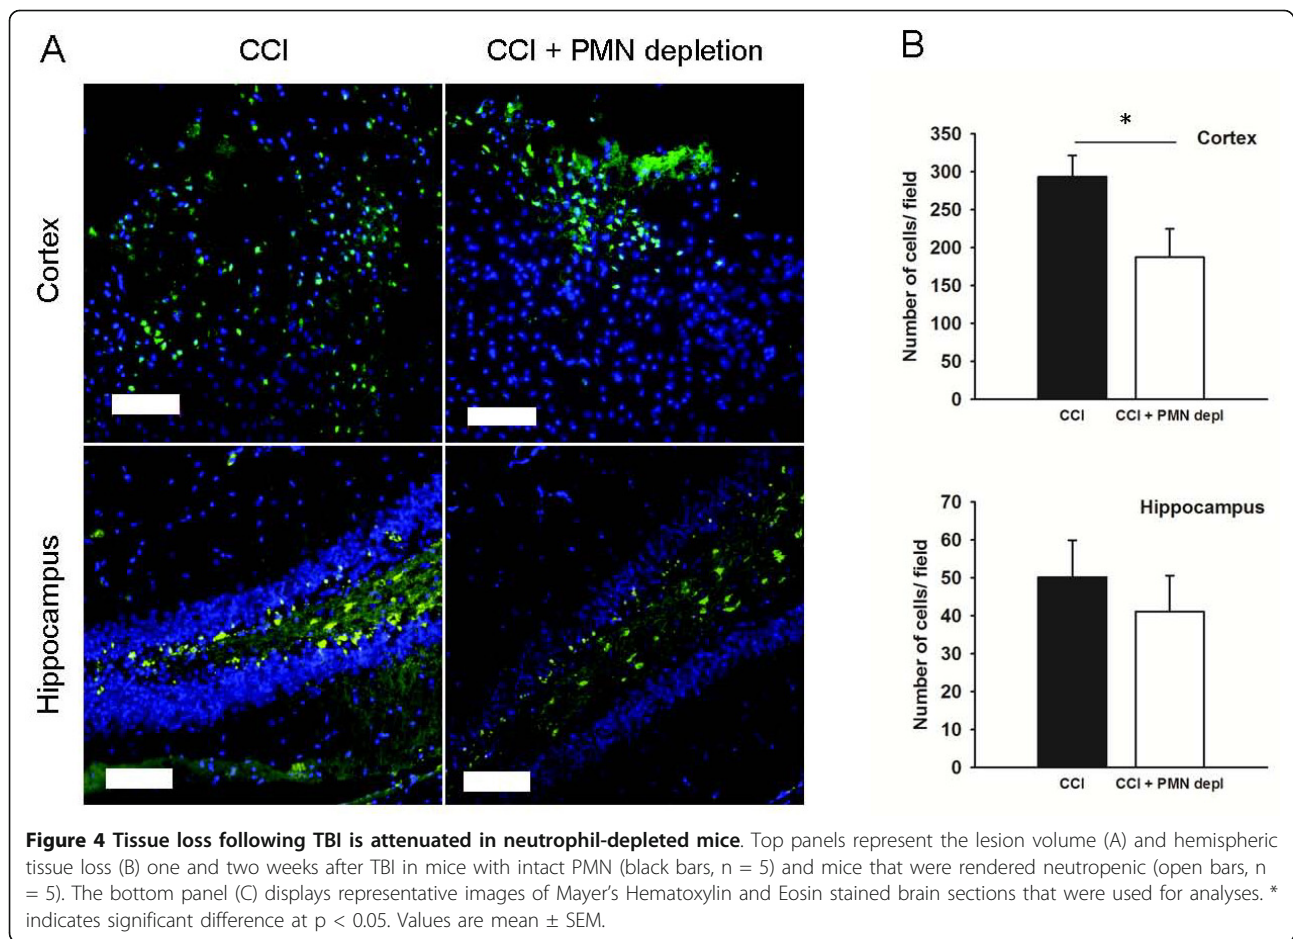 A
CCI
CCI + PMN depletion
Cortex
Hippocampus
B
350
300
250
200
150
100
50
0
Number of cells/ field
*
Cortex
CCI
CCI + PMN depl
70
60
50
40
30
20
10
0
Number of cells/ field
Hippocampus
CCI
CCI + PMN depl
Figure 4 Tissue loss following TBI is attenuated in neutrophil-depleted mice. Top panels represent the lesion volume (A) and hemispheric
tissue loss (B) one and two weeks after TBI in mice with intact PMN (black bars, n = 5) and mice that were rendered neutropenic (open bars, n
= 5). The bottom panel (C) displays representative images of Mayer's Hematoxylin and Eosin stained brain sections that were used for analyses. *
indicates significant difference at p < 0.05. Values are mean ± SEM.